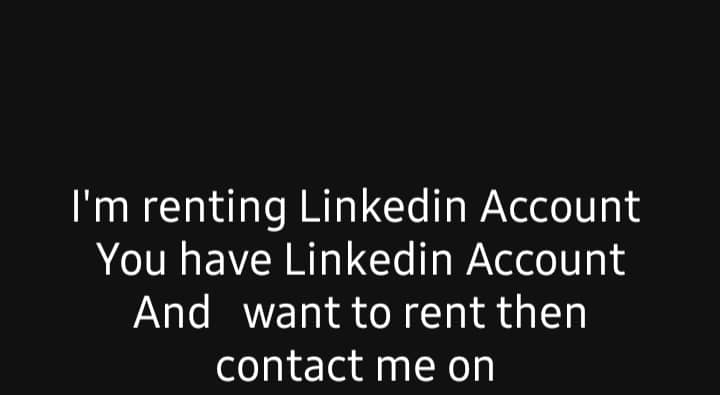 I'm renting Linkedin Account
You have Linkedin Account
And want to rent then
contact me on